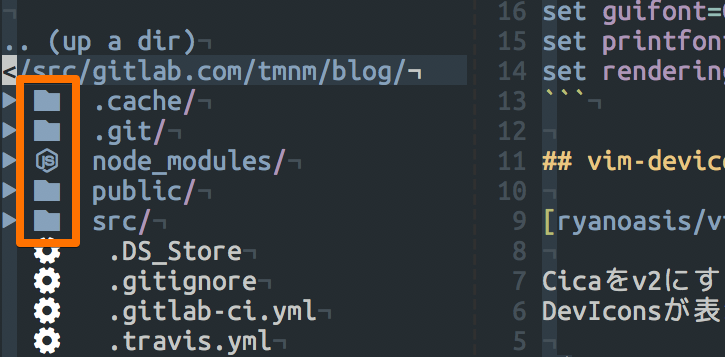 .. (up a dir)¬
</src/gitlab.com/tmnm/blog/¬
▶ .cache/¬
▶ .git/¬
▶ node_modules/¬
▶ public/¬
▶ src/¬
.DS_Store¬
.gitignore¬
.gitlab-ci.yml¬
.travis.yml¬
16 set guifont=
15 set printfon
14 set rendering
13 ```¬
12 ¬
11 ## vim-device
10 ¬
9 [ryanoasis/v
8 ¬
7 Cicaをv2にす
6 DevIconsが表
5 ¬